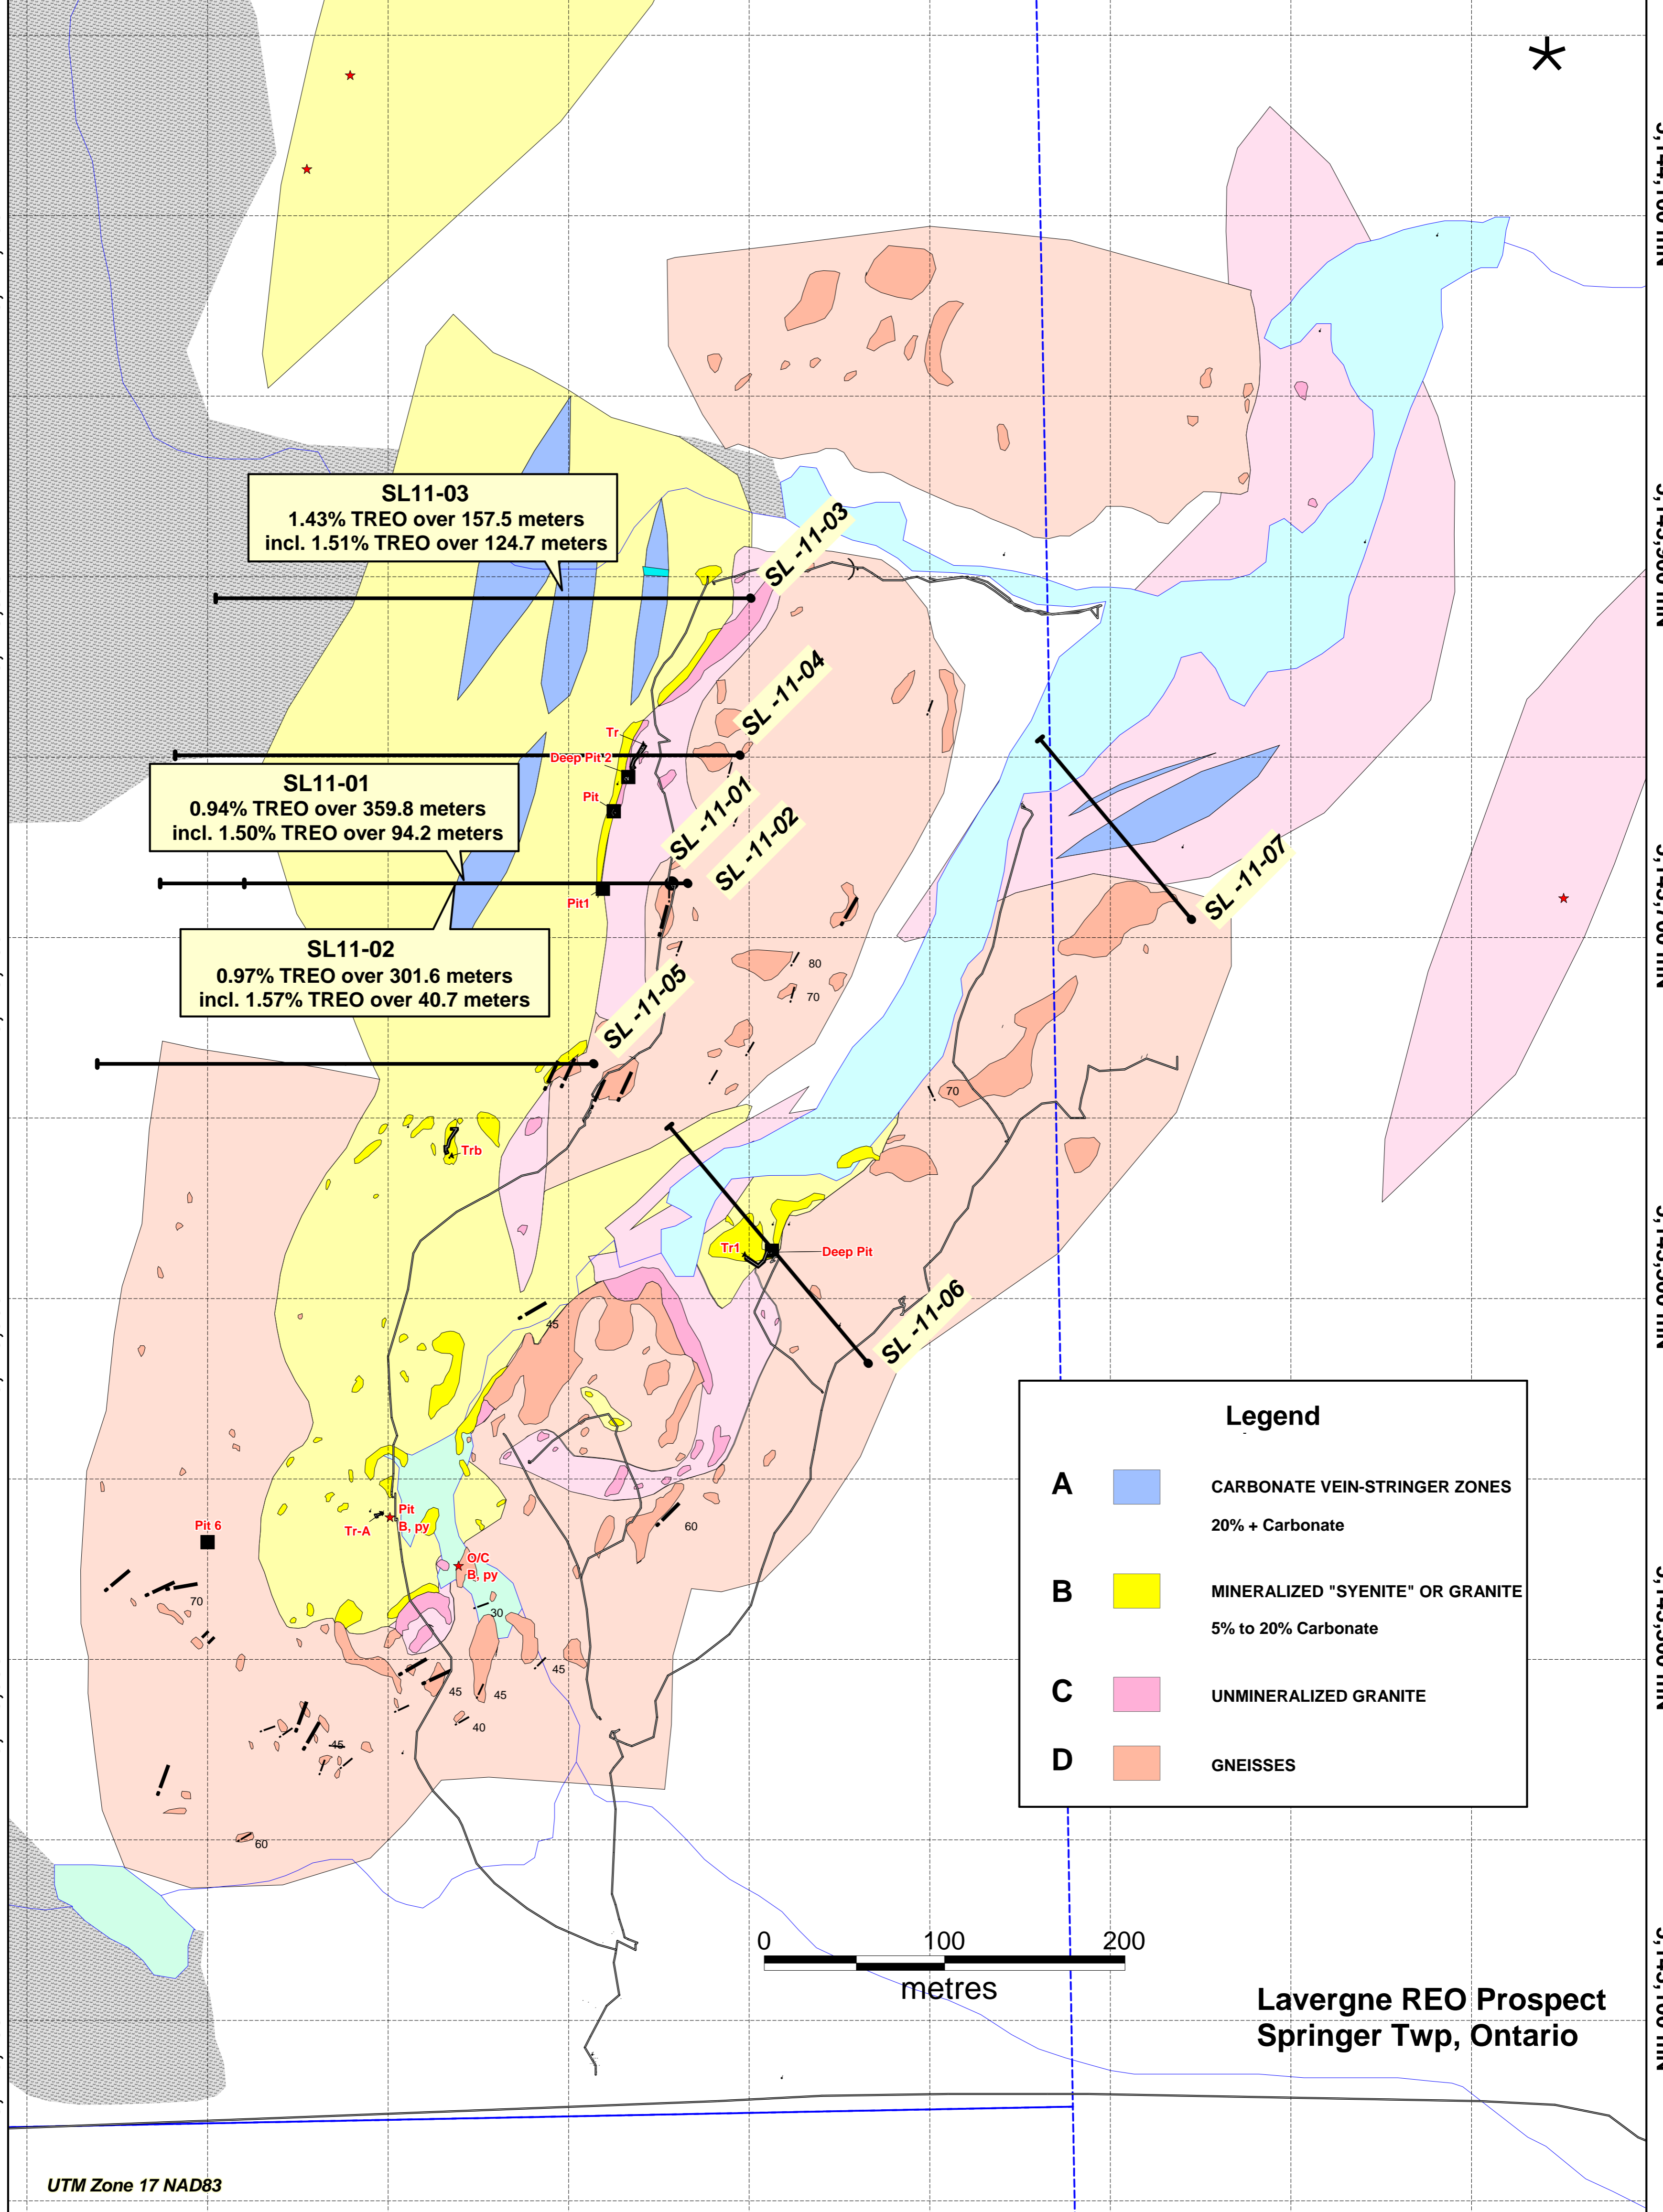 SL11-03
1.43% TREO over 157.5 meters
incl. 1.51% TREO over 124.7 meters
SL -11-03
SL -11-04
Tr
Deep Pit 2
Pit
SL11-01
0.94% TREO over 359.8 meters
incl. 1.50% TREO over 94.2 meters
SL -11-01
SL -11-02
SL -11-07
Pit1
SL11-02
0.97% TREO over 301.6 meters
incl. 1.57% TREO over 40.7 meters
80
70
SL -11-05
70
Trb
Tr1
Deep Pit
SL -11-06
45
Legend
A
CARBONATE VEIN-STRINGER ZONES
20% + Carbonate
B
MINERALIZED "SYENITE" OR GRANITE
5% to 20% Carbonate
C
UNMINERALIZED GRANITE
D
GNEISSES
Pit
B, py
Tr-A
Pit 6
60
O/C
B, py
70
30
45
45
45
40
45
60
0 100 200
metres
Lavergne REO Prospect
Springer Twp, Ontario
UTM Zone 17 NAD83